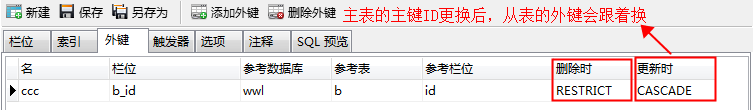 新建 保存 另存为 添加外键 删除外键 主表的主键ID更换后，从表的外键会跟着换
栏位 索引 外键 触发器 选项 注释 SQL 预览
名 栏位 参考数据库 参考表 参考栏位 删除时 更新时
ccc b_id wwl b id RESTRICT CASCADE